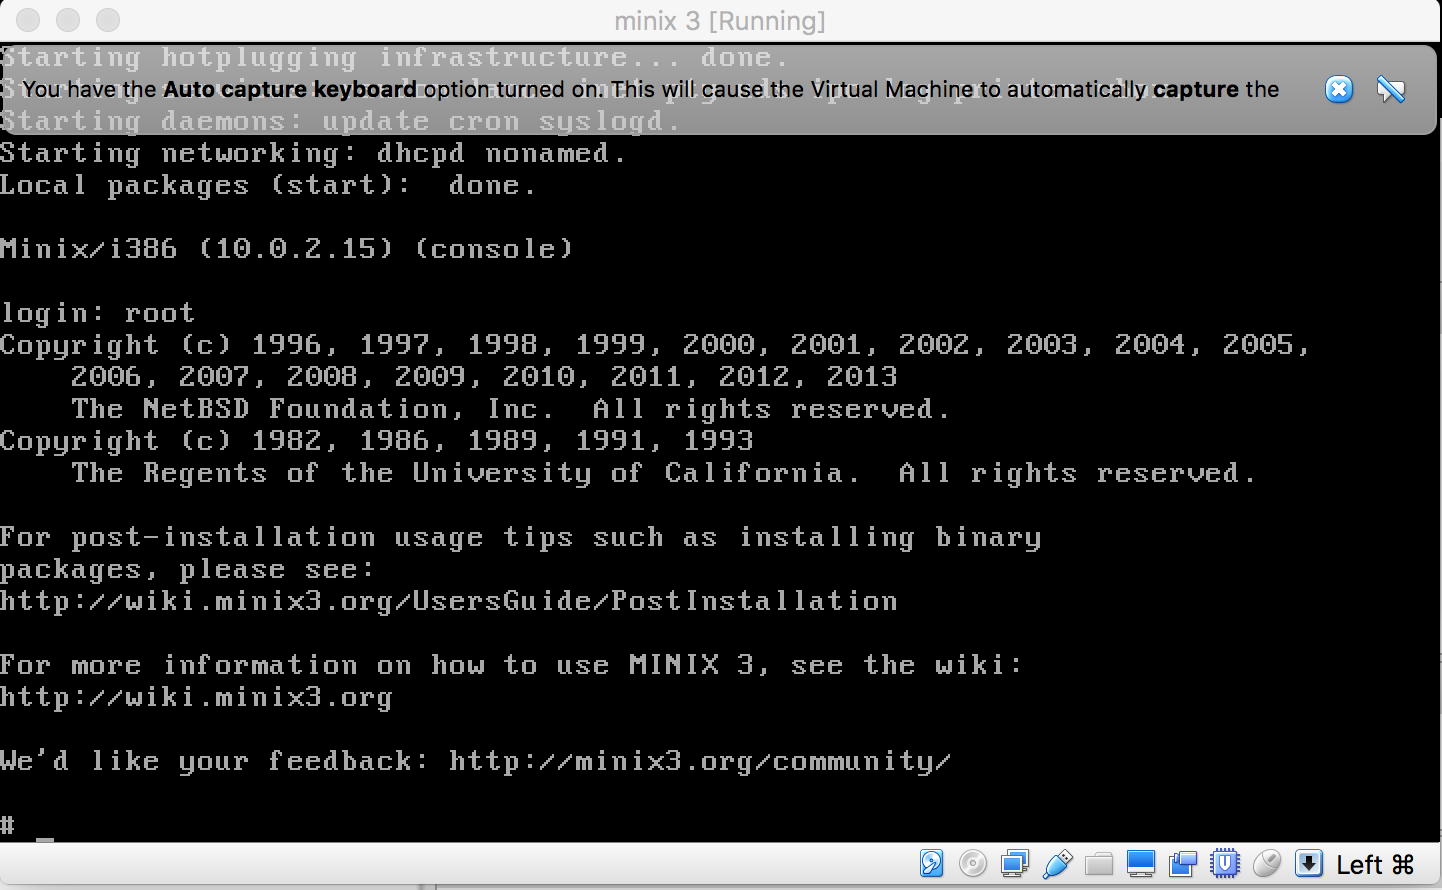 minix 3 [Running]
Starting hotplugging infrastructure... done.
You have the Auto capture keyboard option turned on. This will cause the Virtual Machine to automatically capture the
Starting daemons: update cron syslogd.
Starting networking: dhcpd nonamed.
Local packages (start):  done.
Minix/i386 (10.0.2.15) (console)
login: root
Copyright (c) 1996, 1997, 1998, 1999, 2000, 2001, 2002, 2003, 2004, 2005,
2006, 2007, 2008, 2009, 2010, 2011, 2012, 2013
The NetBSD Foundation, Inc.  All rights reserved.
Copyright (c) 1982, 1986, 1989, 1991, 1993
The Regents of the University of California.  All rights reserved.
For post-installation usage tips such as installing binary
packages, please see:
http://wiki.minix3.org/UsersGuide/PostInstallation
For more information on how to use MINIX 3, see the wiki:
http://wiki.minix3.org
We'd like your feedback: http://minix3.org/community/
#
Left ⌘